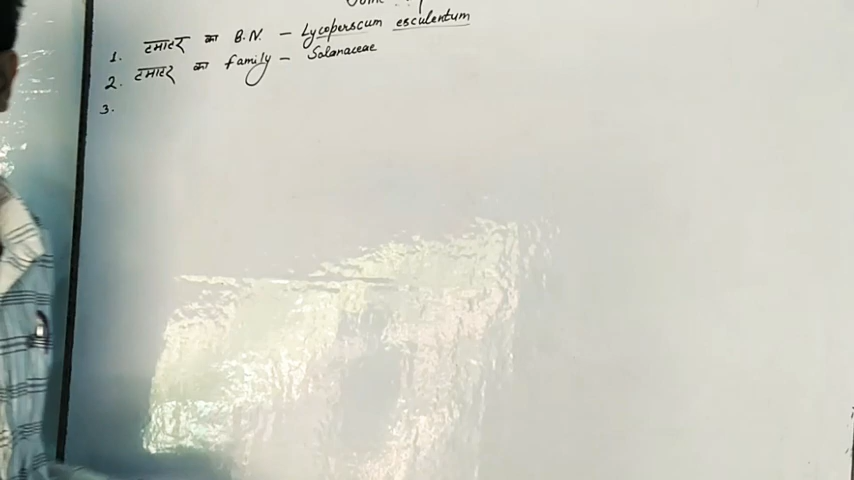 1. टमाटर का B.N. - Lycoperscum esculentum
2. टमाटर का family - Solanaceae
3.